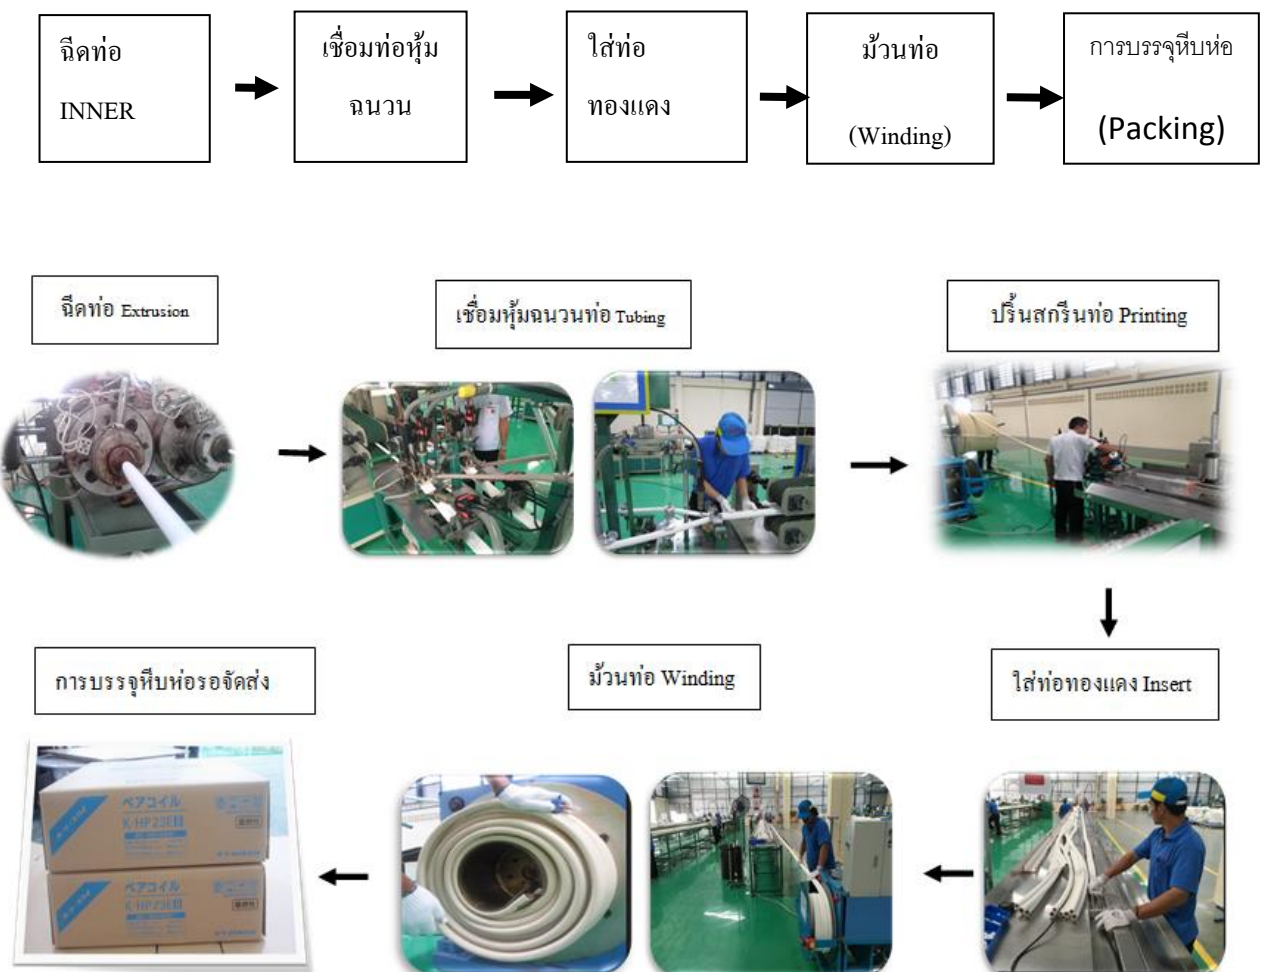 ฉีดท่อ
INNER
เชื่อมท่อหุ้ม
ฉนวน
ใส่ท่อ
ทองแดง
ม้วนท่อ
(Winding)
การบรรจุหีบห่อ
(Packing)
ฉีดท่อ Extrusion
เชื่อมหุ้มฉนวนท่อ Tubing
ปริ้นสกรีนท่อ Printing
การบรรจุหีบห่อรอจัดส่ง
ม้วนท่อ Winding
ใส่ท่อทองแดง Insert
ペアコイル
K-HP23E
ペアコイル
K-HP23E